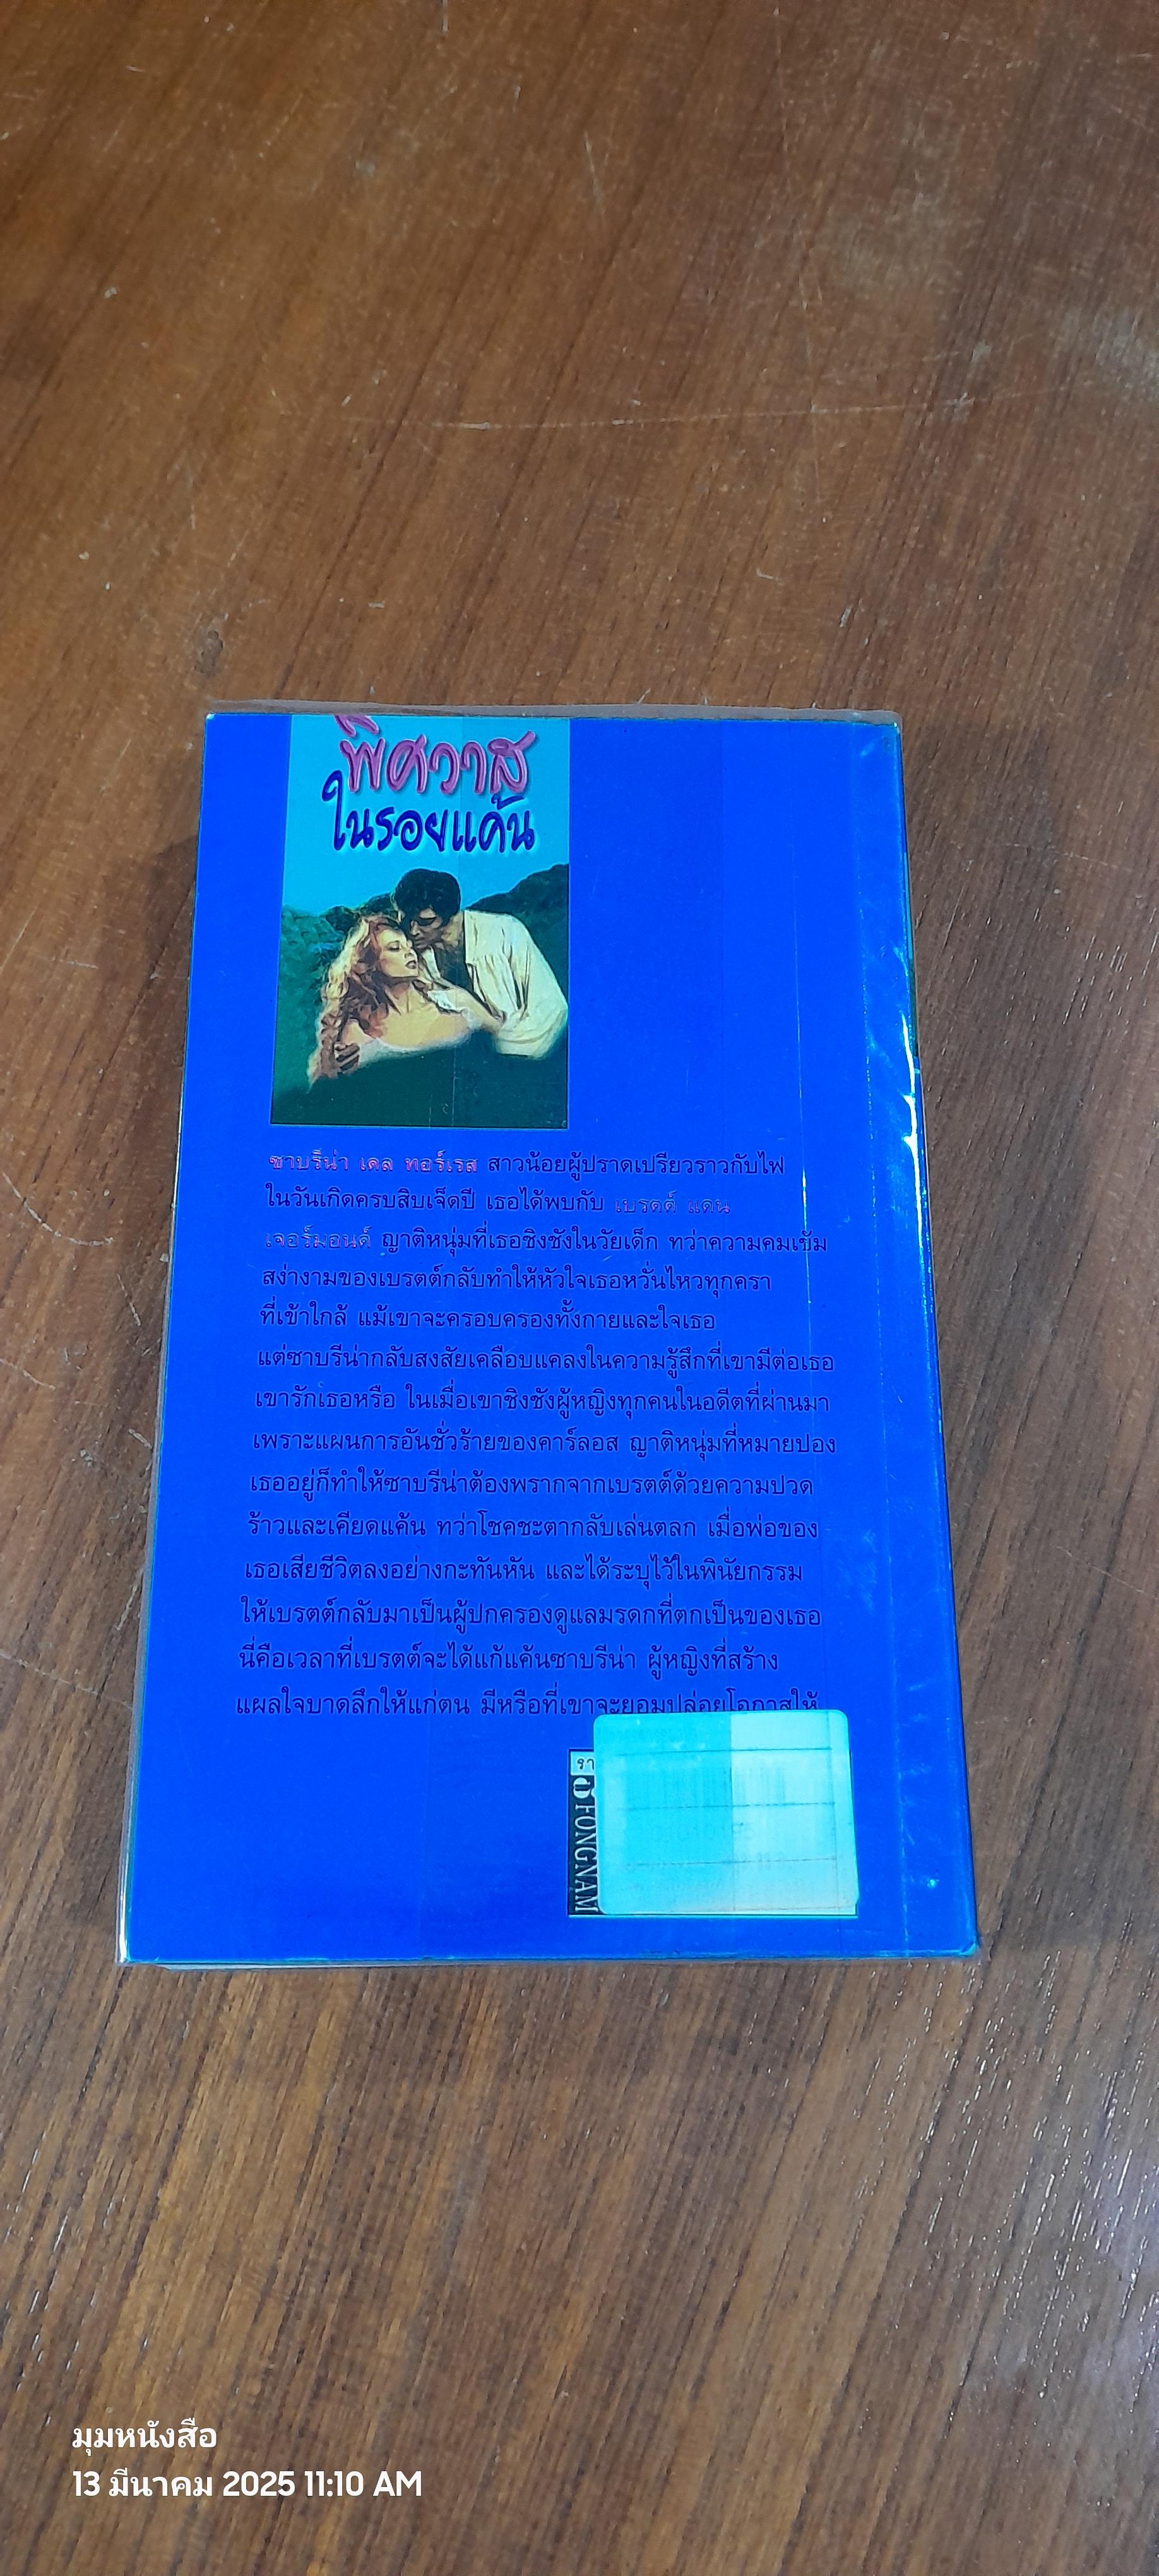 พิศวาส
ในรอยแค้น
ซาบรีน่า เดล ทอร์เรส สาวน้อยผู้ปราดเปรียวราวกับไฟ
ในวันเกิดครบสิบเจ็ดปี เธอได้พบกับ เบรตต์ แดน
เจอร์มอนด์ ญาติหนุ่มที่เธอชิงชังในวัยเด็ก ทว่าความคมเข้ม
สง่างามของเบรตต์กลับทำให้หัวใจเธอหวั่นไหวทุกครา
ที่เข้าใกล้ แม้เขาจะครอบครองทั้งกายและใจเธอ
แต่ซาบรีน่ากลับสงสัยเคลือบแคลงในความรู้สึกที่เขามีต่อเธอ
เขารักเธอหรือ ในเมื่อเขาชิงชังผู้หญิงทุกคนในอดีตที่ผ่านมา
เพราะแผนการอันชั่วร้ายของคาร์ลอส ญาติหนุ่มที่หมายปอง
เธออยู่ก็ทำให้ซาบรีน่าต้องพรากจากเบรตต์ด้วยความปวด
ร้าวและเคียดแค้น ทว่าโชคชะตากลับเล่นตลก เมื่อพ่อของ
เธอเสียชีวิตลงอย่างกะทันหัน และได้ระบุไว้ในพินัยกรรม
ให้เบรตต์กลับมาเป็นผู้ปกครองดูแลมรดกที่ตกเป็นของเธอ
นี่คือเวลาที่เบรตต์จะได้แก้แค้นซาบรีน่า ผู้หญิงที่สร้าง
แผลใจบาดลึกให้แก่ตน มีหรือที่เขาจะยอมปล่อยโอกาสให้
รา
FONGNAM
มุมหนังสือ
13 มีนาคม 2025 11:10 AM